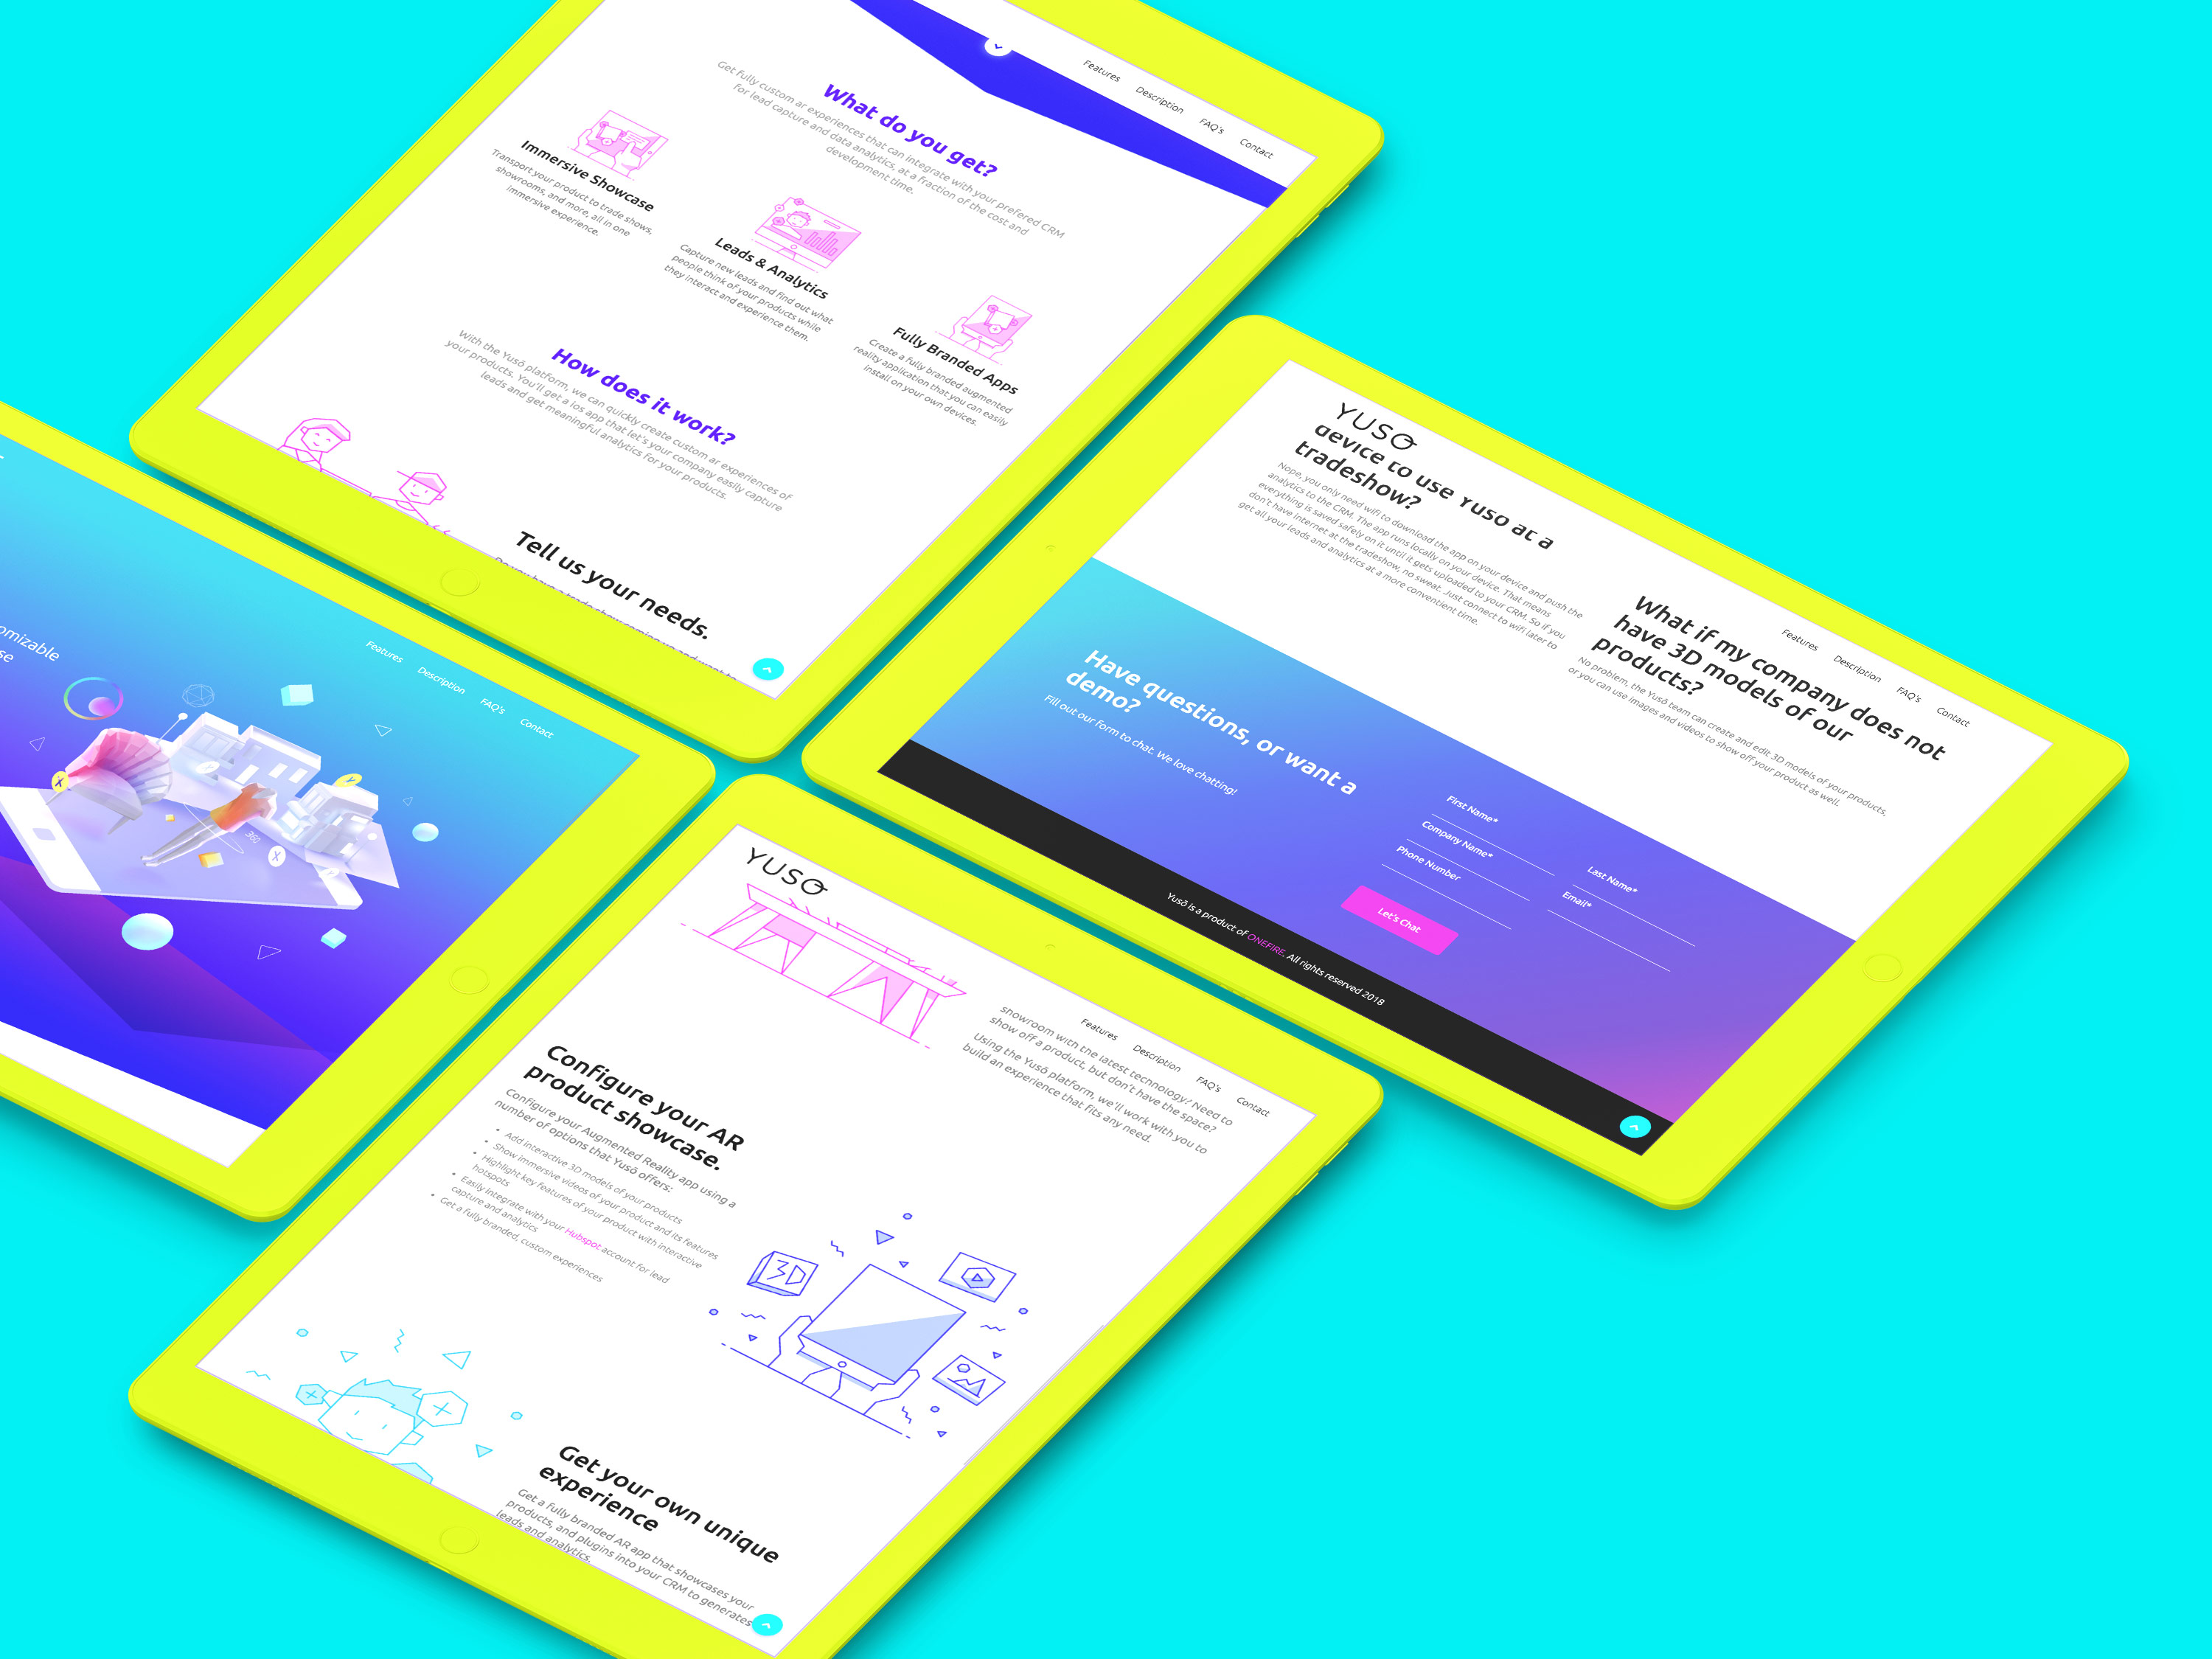 Features
Description
FAQ's
Contact
What do you get?
Get fully custom ar experiences that can integrate with your prefered CRM
for lead capture and data analytics, at a fraction of the cost and
development time.
Immersive Showcase
Transport your product to trade shows,
showrooms, and more, all in one
immersive experience.
Leads & Analytics
Capture new leads and find out what
people think of your products while
they interact and experience them.
Fully Branded Apps
Create a fully branded augmented
reality application that you can easily
install on your own devices.
How does it work?
With the Yusō platform, we can quickly create custom ar experiences of
your products. You'll get a ios app that let's your company easily capture
leads and get meaningful analytics for your products.
Tell us your needs.
YUSO
device to use Yuso at a
tradeshow?
Nope, you only need wifi to download the app on your device and push the
analytics to the CRM. The app runs locally on your device. That means
everything is saved safely on it until it gets uploaded to your CRM. So if you
don't have internet at the tradeshow, no sweat. Just connect to wifi later to
get all your leads and analytics at a more conventient time.
Features
Description
FAQ's
Contact
What if my company does not
have 3D models of our
products?
No problem, the Yusō team can create and edit 3D models of your products,
or you can use images and videos to show off your product as well.
Have questions, or want a
demo?
Fill out our form to chat. We love chatting!
First Name*
Last Name*
Company Name*
Email*
Phone Number
Let's Chat
Yusō is a product of ONEFIRE. All rights reserved 2018
omizable
se
Features
Description
FAQ's
Contact
X
Y
360
X
YUSO
Features
Description
FAQ's
Contact
showroom with the latest technology? Need to
show off a product, but don't have the space?
Using the Yusō platform, we'll work with you to
build an experience that fits any need.
Configure your AR
product showcase.
Configure your Augmented Reality app using a
number of options that Yusō offers:
• Add interactive 3D models of your products
• Show immersive videos of your product and its features
• Highlight key features of your product with interactive
hotspots
• Easily integrate with your Hubspot account for lead
capture and analytics
• Get a fully branded, custom experiences
3D
Get your own unique
experience
Get a fully branded AR app that showcases your
products, and plugins into your CRM to generates
leads and analytics.